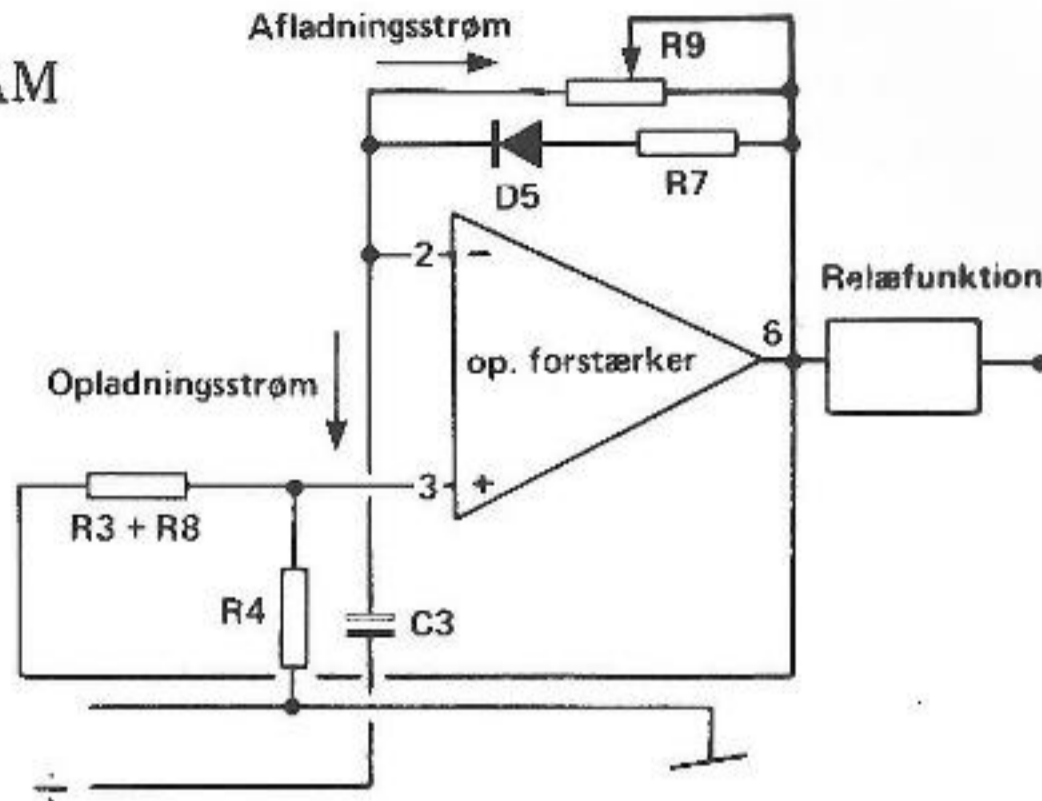 Afladningsstrøm
R9
AM
D5
R7
2
-
Relæfunktion
6
op. forstærker
Opladningsstrøm
3
+
R3 + R8
R4
C3
÷